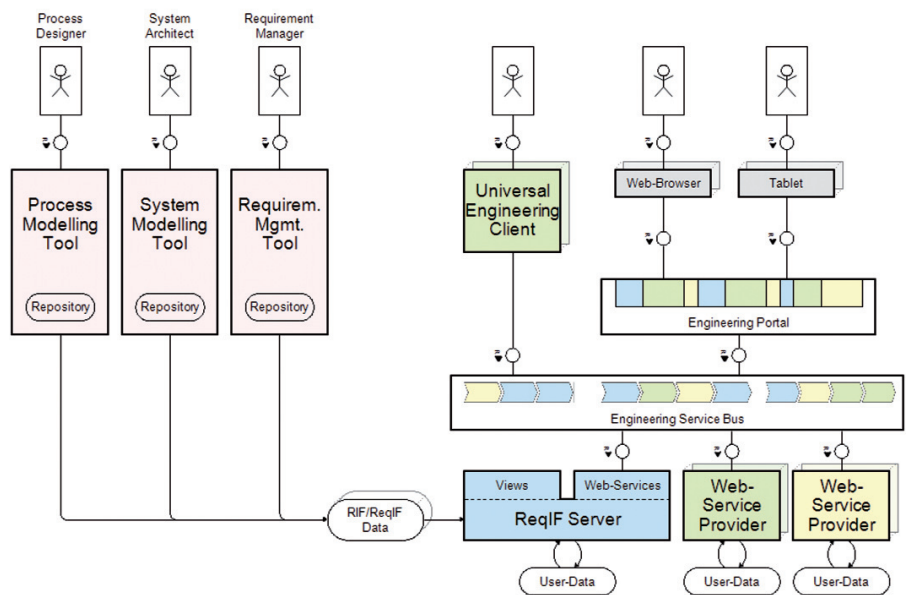 Process
Designer
System
Architect
Requirement
Manager
Process
Modelling
Tool
System
Modelling
Tool
Requirem.
Mgmt.
Tool
Universal
Engineering
Client
Web-Browser
Tablet
Repository
Repository
Repository
Engineering Portal
Engineering Service Bus
Views
Web-Services
ReqIF Server
Web-
Service
Provider
Web-
Service
Provider
RIF/ReqIF
Data
User-Data
User-Data
User-Data